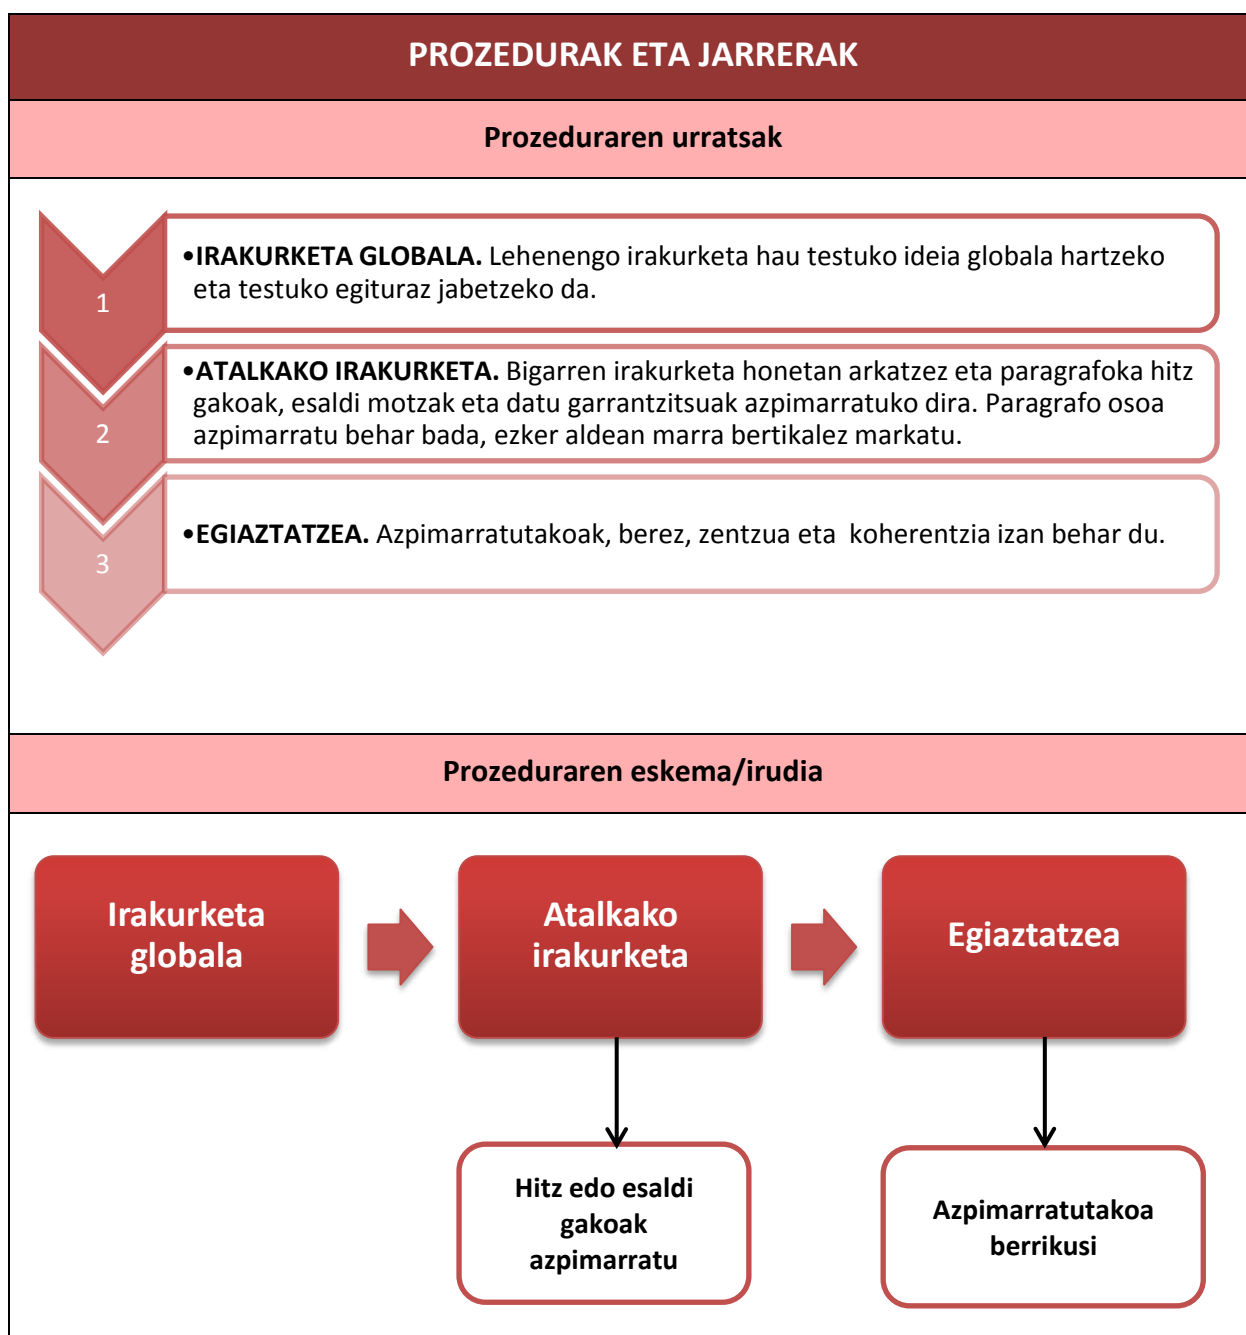 PROZEDURAK ETA JARRERAK
Prozeduraren urratsak
1
•IRAKURKETA GLOBALA. Lehenengo irakurketa hau testuko ideia globala hartzeko
eta testuko egituraz jabetzeko da.
2
•ATALKAKO IRAKURKETA. Bigarren irakurketa honetan arkatzez eta paragrafoka hitz
gakoak, esaldi motzak eta datu garrantzitsuak azpimarratuko dira. Paragrafo osoa
azpimarratu behar bada, ezker aldean marra bertikalez markatu.
3
•EGIAZTATZEA. Azpimarratutakoak, berez, zentzua eta  koherentzia izan behar du.
Prozeduraren eskema/irudia
Irakurketa
globala
Atalkako
irakurketa
Egiaztatzea
Hitz edo esaldi
gakoak
azpimarratu
Azpimarratutakoa
berrikusi